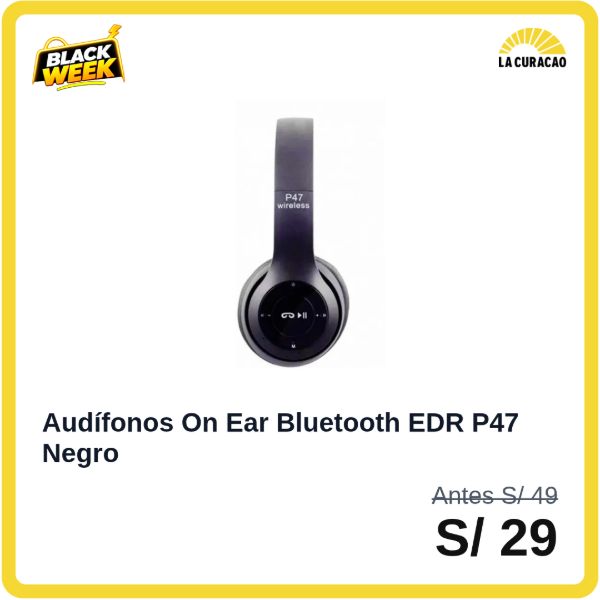 BLACK
WEEK
LA CURACAO
P47
wireless
M
Audífonos On Ear Bluetooth EDR P47
Negro
Antes S/ 49
S/ 29